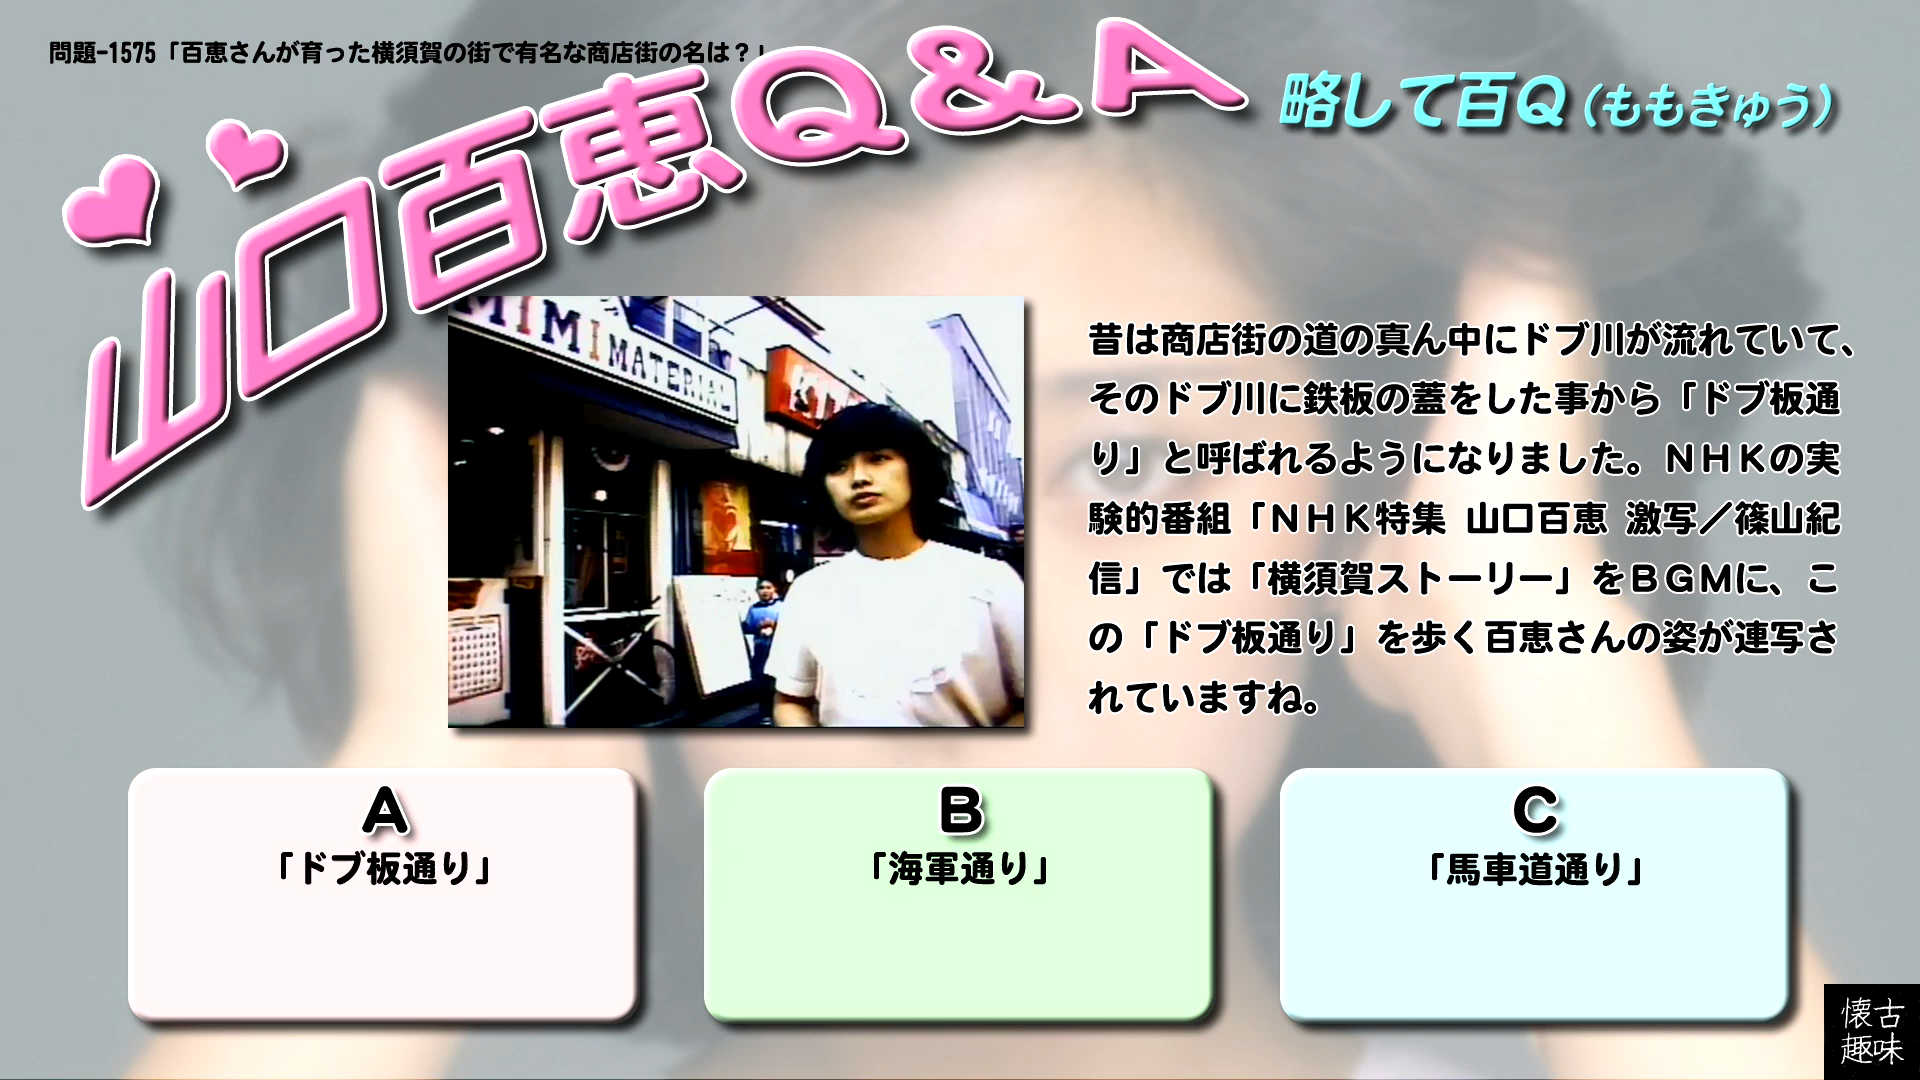 問題-1575「百恵さんが育った横須賀の街で有名な商店街の名は？」
山口百恵Q&A
略して百Q（ももきゅう）
MIMI MATERIAL
昔は商店街の道の真ん中にドブ川が流れていて、
そのドブ川に鉄板の蓋をした事から「ドブ板通
り」と呼ばれるようになりました。ＮＨＫの実
験的番組「ＮＨＫ特集 山口百恵 激写／篠山紀
信」では「横須賀ストーリー」をＢＧＭに、こ
の「ドブ板通り」を歩く百恵さんの姿が連写さ
れていますね。
A
「ドブ板通り」
B
「海軍通り」
C
「馬車道通り」
懐古
趣味